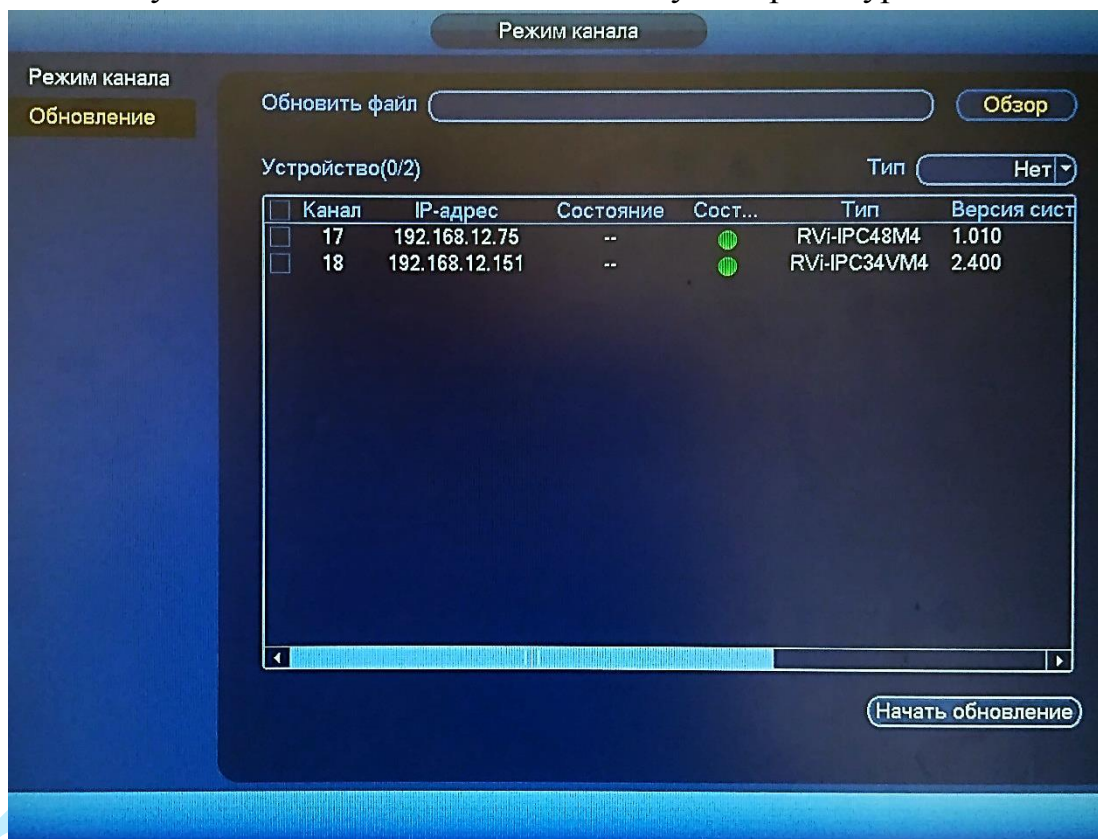 Режим канала
Режим канала
Обновление
Обновить файл Обзор
Устройство(0/2) Тип Нет
Канал IP-адрес Состояние Сост... Тип Версия сист
17 192.168.12.75 -- RVi-IPC48M4 1.010
18 192.168.12.151 -- RVi-IPC34VM4 2.400
Начать обновление